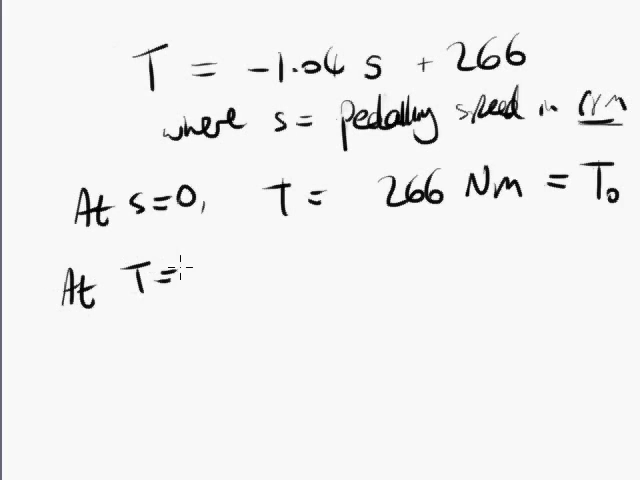 T = -1.04 s + 266
where s = pedalling speed in rpm
At s=0, T = 266 Nm = T₀
At T=